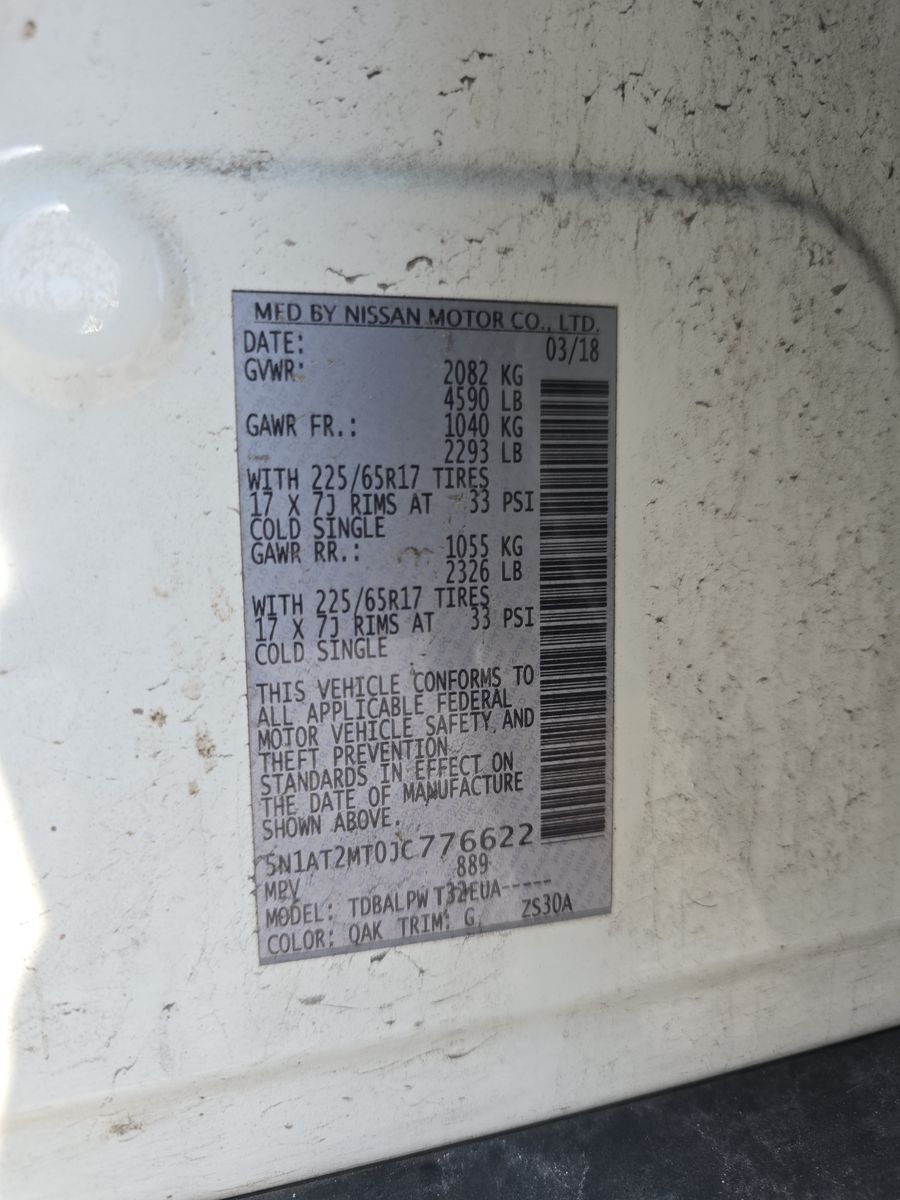 MFD BY NISSAN MOTOR CO., LTD.
DATE: 03/18
GVWR: 2082 KG
4590 LB
GAWR FR.: 1040 KG
2293 LB
WITH 225/65R17 TIRES
17 X 7J RIMS AT 33 PSI
COLD SINGLE
GAWR RR.: 1055 KG
2326 LB
WITH 225/65R17 TIRES
17 X 7J RIMS AT 33 PSI
COLD SINGLE
THIS VEHICLE CONFORMS TO
ALL APPLICABLE FEDERAL
MOTOR VEHICLE SAFETY, AND
THEFT PREVENTION
STANDARDS IN EFFECT ON
THE DATE OF MANUFACTURE
SHOWN ABOVE.
5N1AT2MT0JC776622
MPV 889
MODEL: TDBALPW T32EUA-----
COLOR: QAK TRIM: G, ZS30A